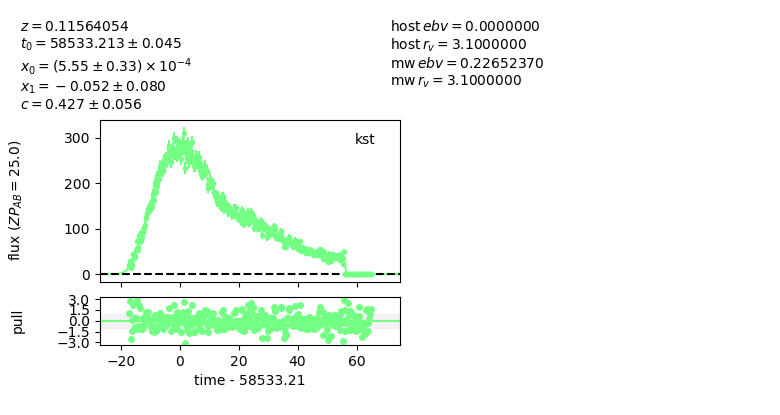 z = 0.11564054
t₀ = 58533.213 ± 0.045
x₀ = (5.55 ± 0.33) × 10⁻⁴
x₁ = −0.052 ± 0.080
c = 0.427 ± 0.056
host ebv = 0.0000000
host r_v = 3.1000000
mw ebv = 0.22652370
mw r_v = 3.1000000
flux (ZP_AB = 25.0)
300
200
100
0
kst
pull
3.0
1.5
0.0
−1.5
−3.0
−20 0 20 40 60
time - 58533.21